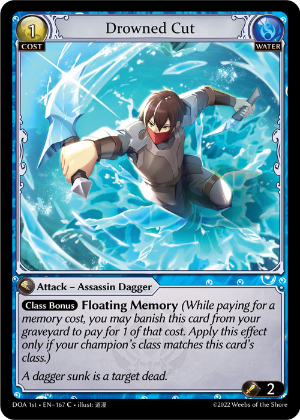 1
Drowned Cut
COST
WATER
Attack – Assassin Dagger
Class Bonus Floating Memory (While paying for
a memory cost, you may banish this card from your
graveyard to pay for 1 of that cost. Apply this effect
only if your champion's class matches this card's
class.)
A dagger sunk is a target dead.
2
DOA 1st • EN-167 C • illust: 道漫
©2022 Weebs of the Shore